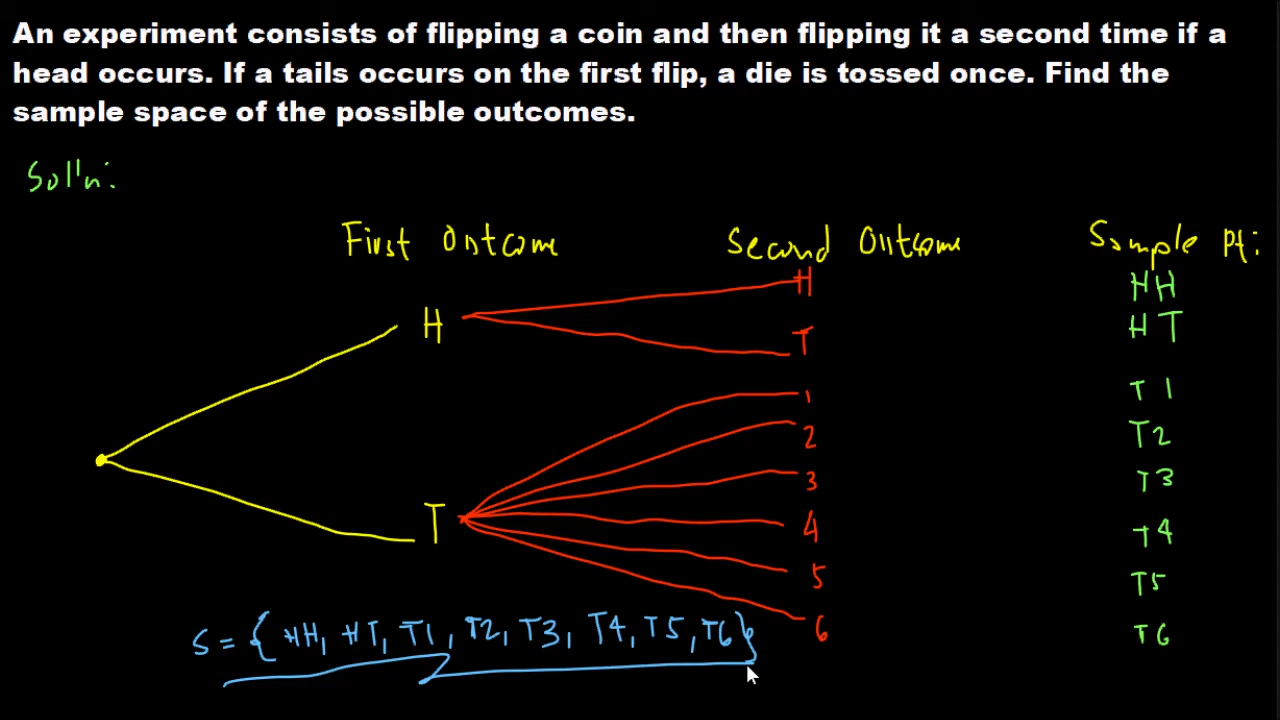 An experiment consists of flipping a coin and then flipping it a second time if a
head occurs. If a tails occurs on the first flip, a die is tossed once. Find the
sample space of the possible outcomes.
Soll'n:
First Outcome Second Outcome Sample Pt:
H HH
H T HT
1 T1
2 T2
3 T3
T 4 T4
5 T5
6 T6
S = {HH, HT, T1, T2, T3, T4, T5, T6}